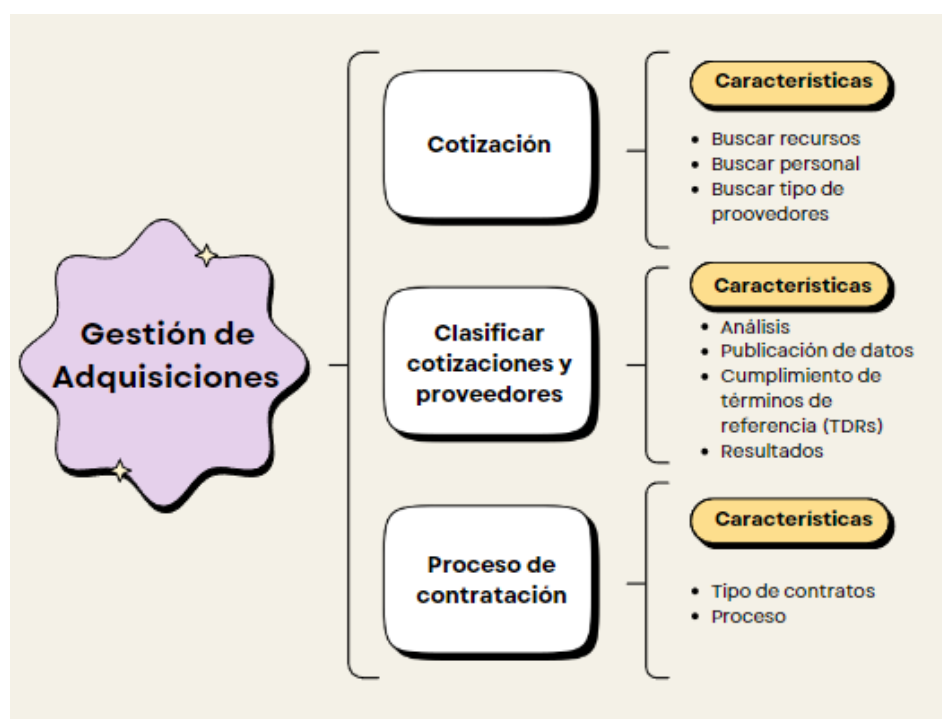 Gestión de
Adquisiciones
Cotización
Características
• Buscar recursos
• Buscar personal
• Buscar tipo de
proovedores
Clasificar
cotizaciones y
proveedores
Características
• Análisis
• Publicación de datos
• Cumplimiento de
términos de
referencia (TDRs)
• Resultados
Proceso de
contratación
Características
• Tipo de contratos
• Proceso